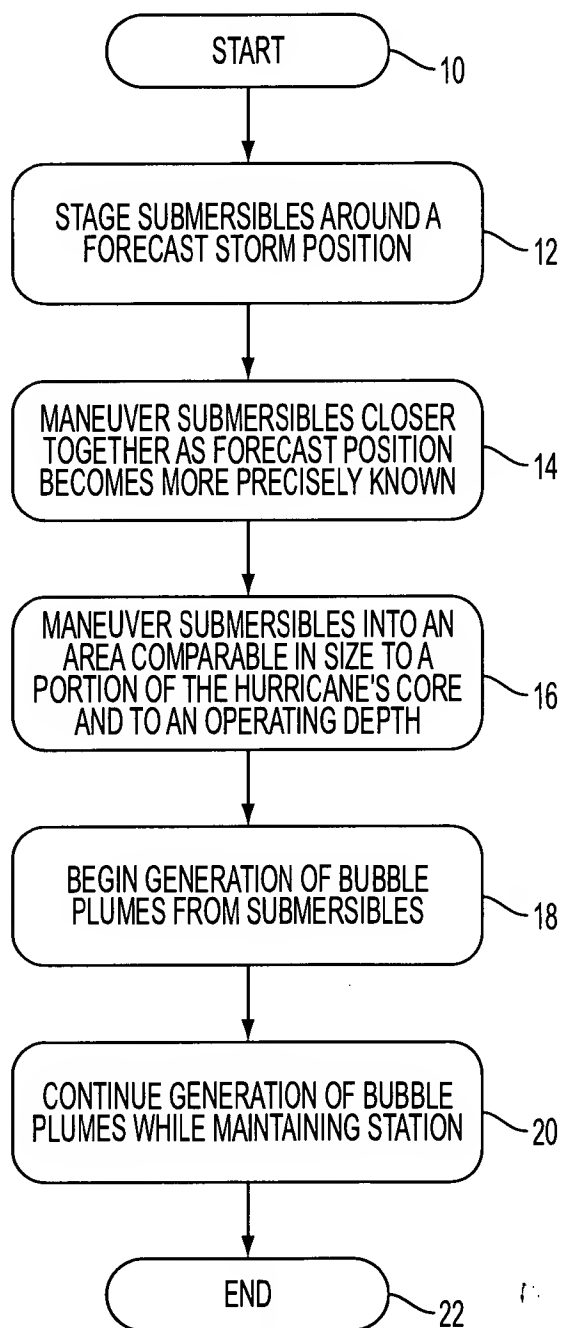 START
10
STAGE SUBMERSIBLES AROUND A
FORECAST STORM POSITION
12
MANEUVER SUBMERSIBLES CLOSER
TOGETHER AS FORECAST POSITION
BECOMES MORE PRECISELY KNOWN
14
MANEUVER SUBMERSIBLES INTO AN
AREA COMPARABLE IN SIZE TO A
PORTION OF THE HURRICANE'S CORE
AND TO AN OPERATING DEPTH
16
BEGIN GENERATION OF BUBBLE
PLUMES FROM SUBMERSIBLES
18
CONTINUE GENERATION OF BUBBLE
PLUMES WHILE MAINTAINING STATION
20
END
22